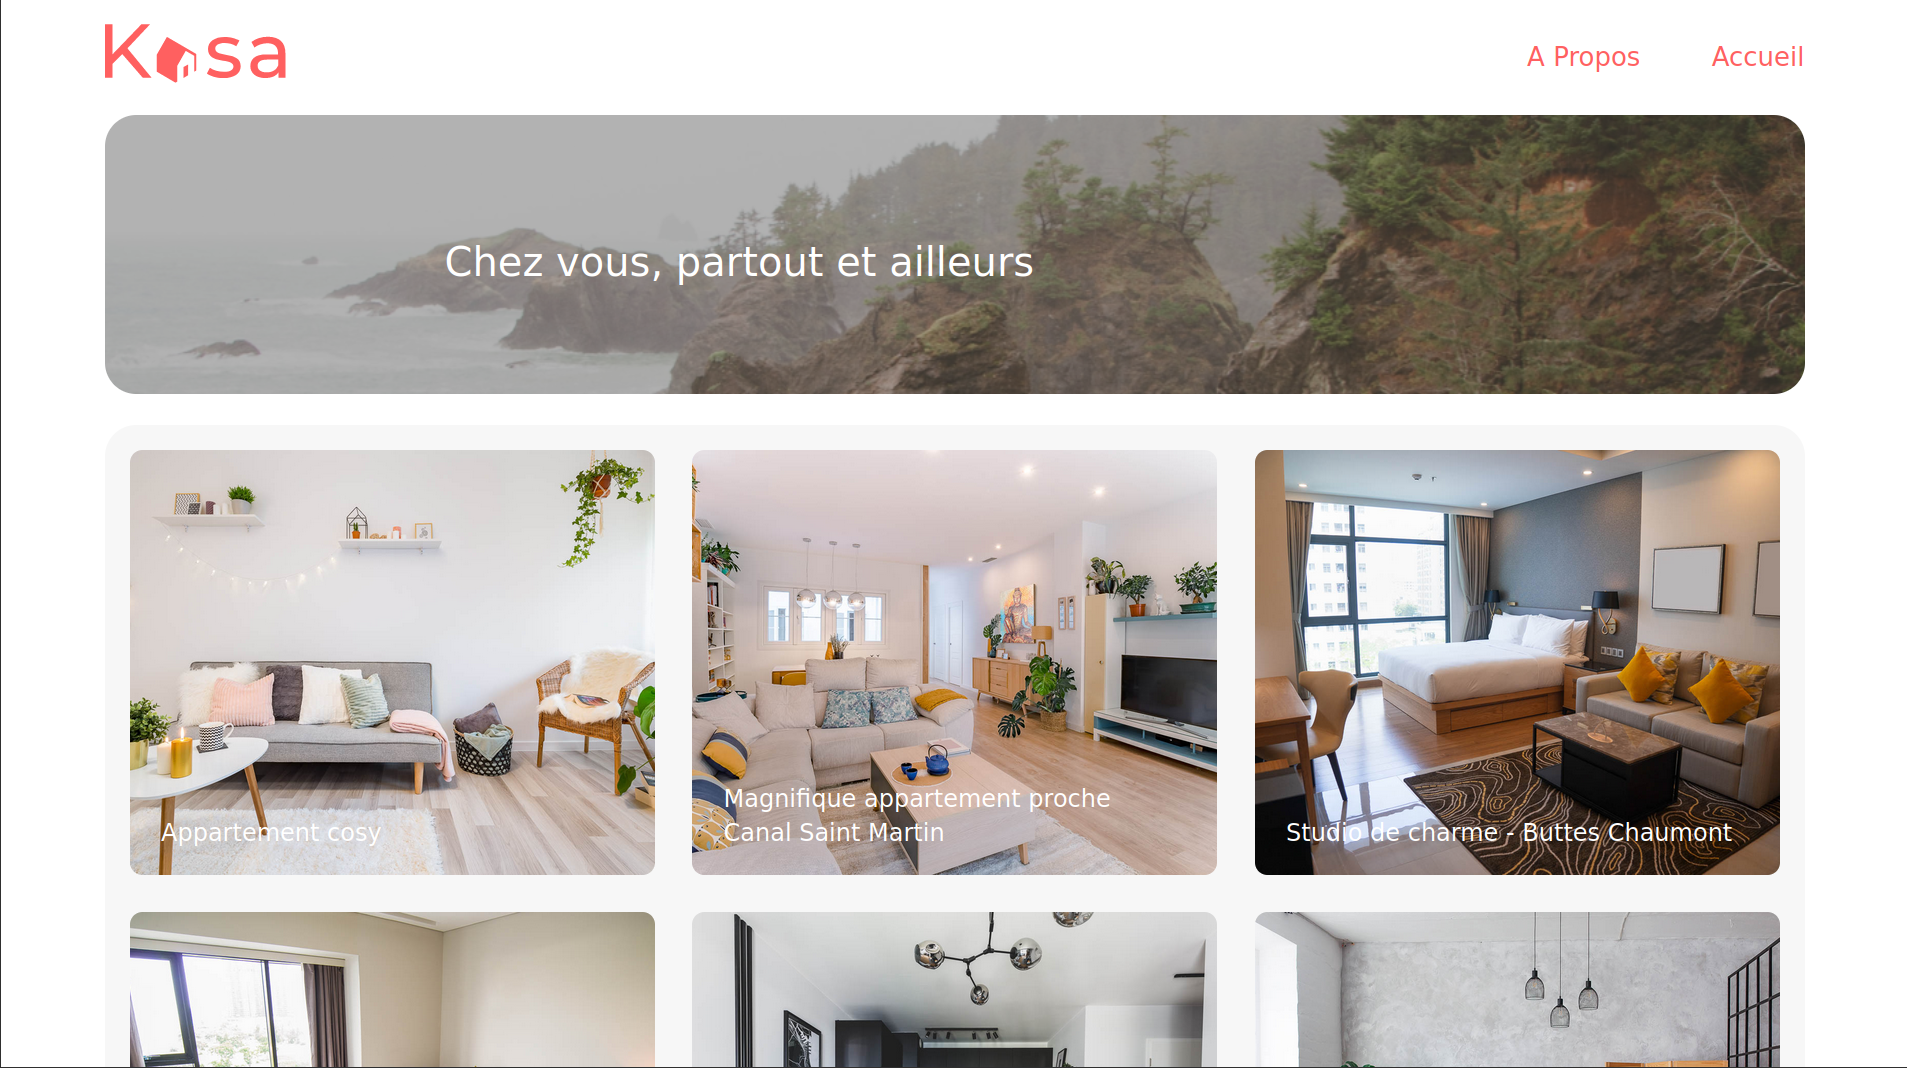 Kasa
A Propos
Accueil
Chez vous, partout et ailleurs
Appartement cosy
Magnifique appartement proche
Canal Saint Martin
Studio de charme - Buttes Chaumont